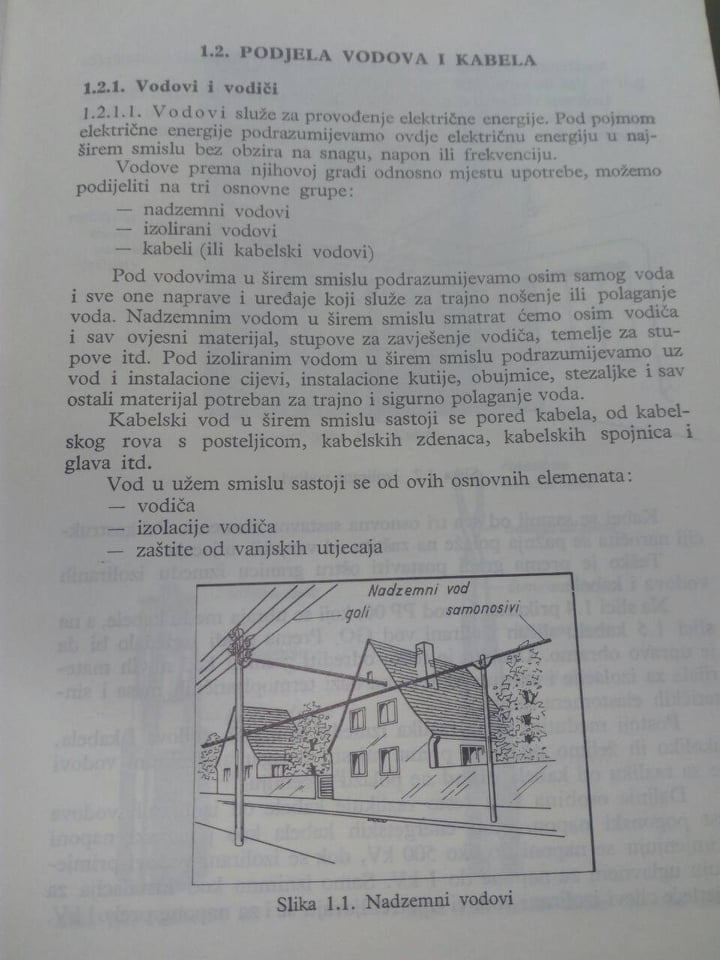 1.2. PODJELA VODOVA I KABELA
1.2.1. Vodovi i vodiči
1.2.1.1. Vodovi služe za provođenje električne energije. Pod pojmom
električne energije podrazumijevamo ovdje električnu energiju u naj-
širem smislu bez obzira na snagu, napon ili frekvenciju.
Vodove prema njihovoj građi odnosno mjestu upotrebe, možemo
podijeliti na tri osnovne grupe:
— nadzemni vodovi
— izolirani vodovi
— kabeli (ili kabelski vodovi)
Pod vodovima u širem smislu podrazumijevamo osim samog voda
i sve one naprave i uređaje koji služe za trajno nošenje ili polaganje
voda. Nadzemnim vodom u širem smislu smatrat ćemo osim vodiča
i sav ovjesni materijal, stupove za zavješenje vodiča, temelje za stu-
pove itd. Pod izoliranim vodom u širem smislu podrazumijevamo uz
vod i instalacione cijevi, instalacione kutije, obujmice, stezaljke i sav
ostali materijal potreban za trajno i sigurno polaganje voda.
Kabelski vod u širem smislu sastoji se pored kabela, od kabel-
skog rova s posteljicom, kabelskih zdenaca, kabelskih spojnica i
glava itd.
Vod u užem smislu sastoji se od ovih osnovnih elemenata:
— vodiča
— izolacije vodiča
— zaštite od vanjskih utjecaja
Nadzemni vod
goli samonosivi
Slika 1.1. Nadzemni vodovi